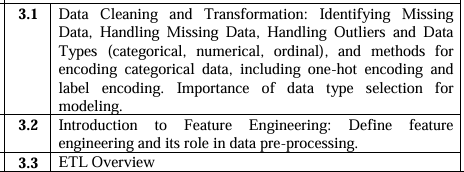 3.1 Data Cleaning and Transformation: Identifying Missing
Data, Handling Missing Data, Handling Outliers and Data
Types (categorical, numerical, ordinal), and methods for
encoding categorical data, including one-hot encoding and
label encoding. Importance of data type selection for
modeling.
3.2 Introduction to Feature Engineering: Define feature
engineering and its role in data pre-processing.
3.3 ETL Overview